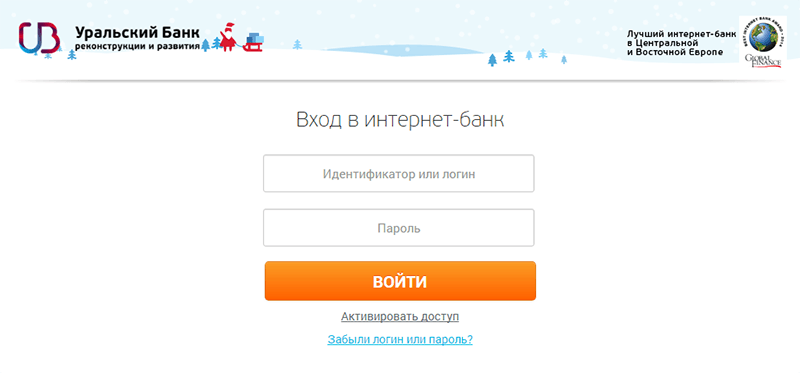 UB
Уральский Банк
реконструкции и развития
Лучший интернет-банк
в Центральной
и Восточной Европе
GLOBAL
FINANCE
Вход в интернет-банк
Идентификатор или логин
Пароль
ВОЙТИ
Активировать доступ
Забыли логин или пароль?